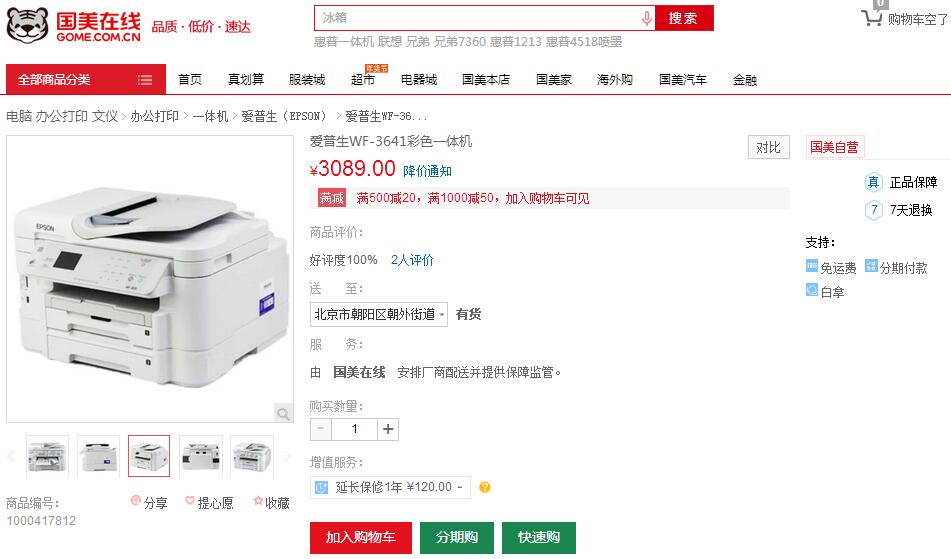 国美在线
GOME.COM.CN
品质 · 低价 · 速达
冰箱
搜索
0
购物车空了
惠普一体机 联想 兄弟 兄弟7360 惠普1213 惠普4518喷墨
全部商品分类 首页 真划算 服装城 超市 年货节 电器城 国美本店 国美家 海外购 国美汽车 金融
电脑 办公打印 文仪 > 办公打印 > 一体机 > 爱普生（EPSON） > 爱普生WF-36...
爱普生WF-3641彩色一体机
对比
国美自营
¥3089.00 降价通知
满减 满500减20，满1000减50，加入购物车可见
真 正品保障
7 7天退换
商品评价：
好评度100% 2人评价
支持：
免运费 分期付款
白拿
送 至：
北京市朝阳区朝外街道 有货
服 务：
由 国美在线 安排厂商配送并提供保障监管。
购买数量：
− 1 +
增值服务：
延长保修1年 ¥120.00 -
?
EPSON
商品编号：
1000417812
分享 提心愿 收藏
加入购物车 分期购 快速购